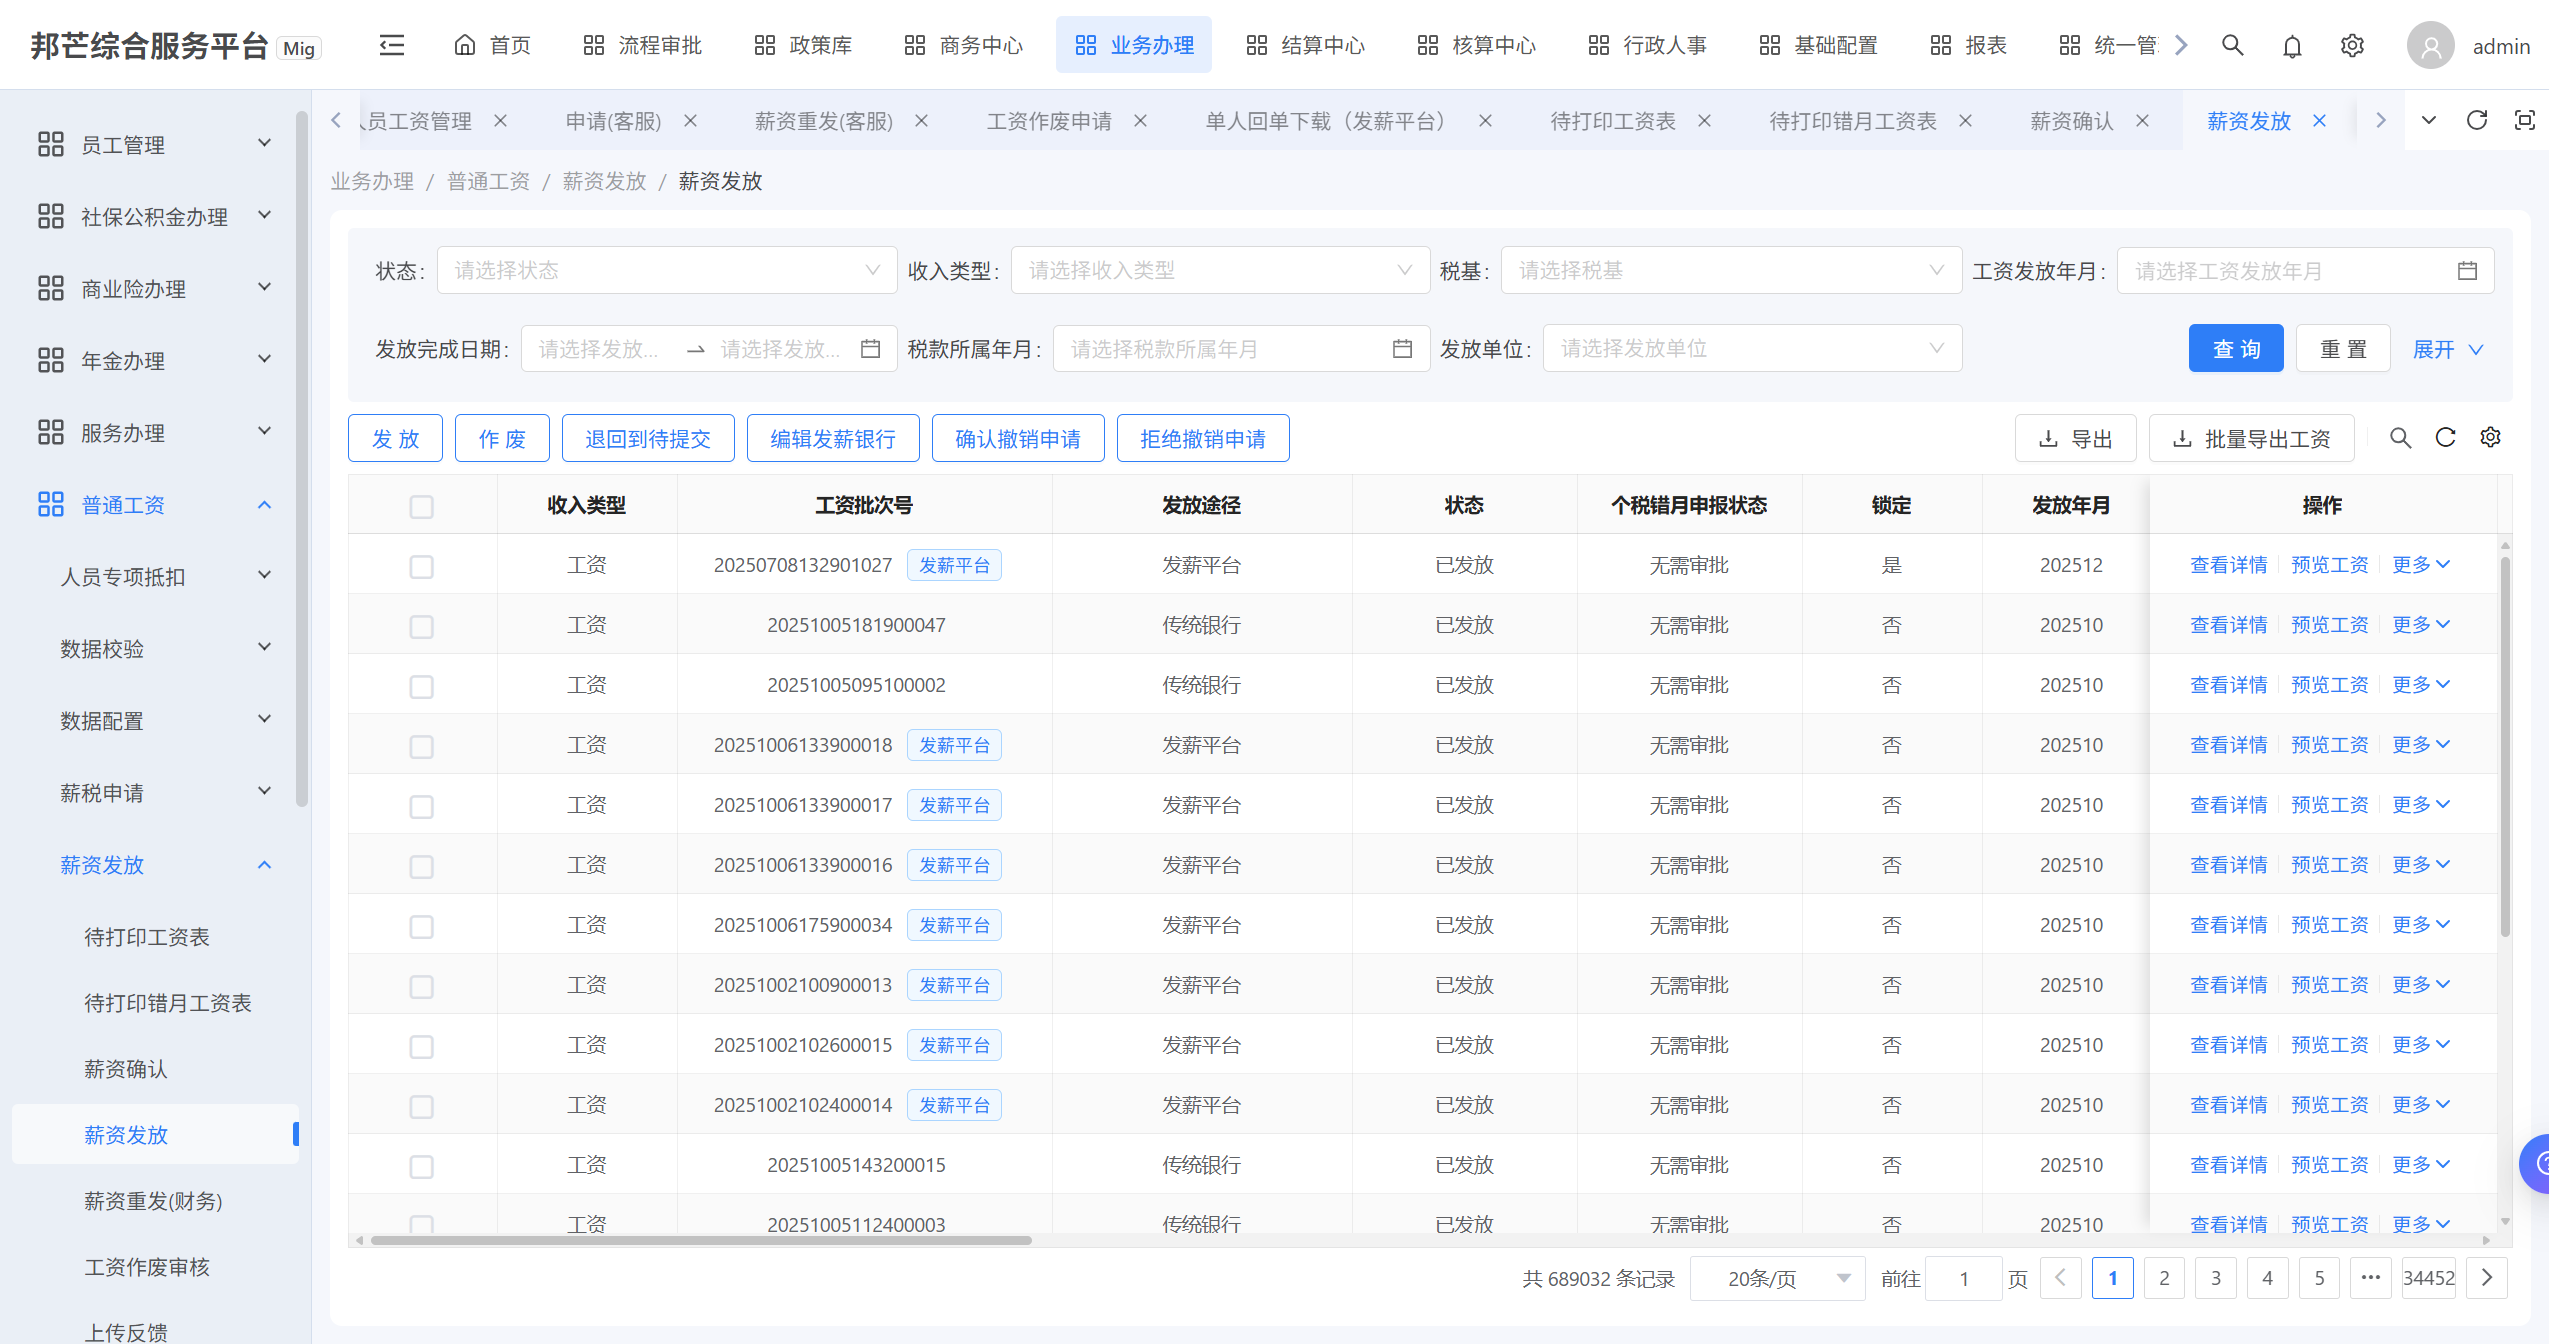 邦芒综合服务平台 Mig 首页 流程审批 政策库 商务中心 业务办理 结算中心 核算中心 行政人事 基础配置 报表 统一管 admin
员工工资管理 申请(客服) 薪资重发(客服) 工资作废申请 单人回单下载（发薪平台） 待打印工资表 待打印错月工资表 薪资确认 薪资发放
员工管理
社保公积金办理
商业险办理
年金办理
服务办理
普通工资
人员专项抵扣
数据校验
数据配置
薪税申请
薪资发放
待打印工资表
待打印错月工资表
薪资确认
薪资发放
薪资重发(财务)
工资作废审核
上传反馈
业务办理 / 普通工资 / 薪资发放 / 薪资发放
状态: 请选择状态 收入类型: 请选择收入类型 税基: 请选择税基 工资发放年月: 请选择工资发放年月
发放完成日期: 请选择发放... 请选择发放... 税款所属年月: 请选择税款所属年月 发放单位: 请选择发放单位 查 询 重 置 展开
发 放 作 废 退回到待提交 编辑发薪银行 确认撤销申请 拒绝撤销申请 导出 批量导出工资
收入类型 工资批次号 发放途径 状态 个税错月申报状态 锁定 发放年月 操作
工资 20250708132901027 发薪平台 发薪平台 已发放 无需审批 是 202512 查看详情 预览工资 更多
工资 20251005181900047 传统银行 已发放 无需审批 否 202510 查看详情 预览工资 更多
工资 20251005095100002 传统银行 已发放 无需审批 否 202510 查看详情 预览工资 更多
工资 20251006133900018 发薪平台 发薪平台 已发放 无需审批 否 202510 查看详情 预览工资 更多
工资 20251006133900017 发薪平台 发薪平台 已发放 无需审批 否 202510 查看详情 预览工资 更多
工资 20251006133900016 发薪平台 发薪平台 已发放 无需审批 否 202510 查看详情 预览工资 更多
工资 20251006175900034 发薪平台 发薪平台 已发放 无需审批 否 202510 查看详情 预览工资 更多
工资 20251002100900013 发薪平台 发薪平台 已发放 无需审批 否 202510 查看详情 预览工资 更多
工资 20251002102600015 发薪平台 发薪平台 已发放 无需审批 否 202510 查看详情 预览工资 更多
工资 20251002102400014 发薪平台 发薪平台 已发放 无需审批 否 202510 查看详情 预览工资 更多
工资 20251005143200015 传统银行 已发放 无需审批 否 202510 查看详情 预览工资 更多
工资 20251005112400003 传统银行 已发放 无需审批 否 202510 查看详情 预览工资 更多
共 689032 条记录 20条/页 前往 1 页 1 2 3 4 5 ••• 34452